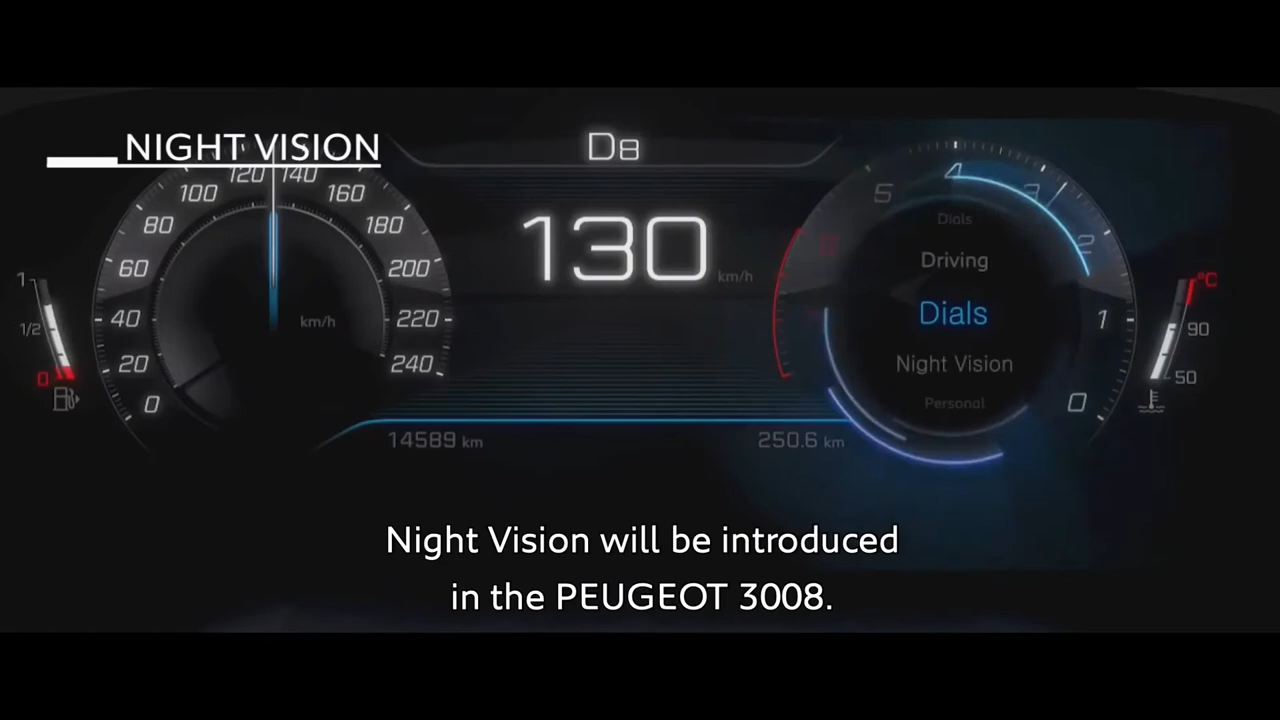 NIGHT VISION
D8
120
140
100
160
80
180
60
200
40
220
20
240
0
km/h
130 km/h
1
1/2
0
5
4
3
2
1
0
Dials
Driving
Dials
Night Vision
Personal
°C
90
50
14589 km
250.6 km
Night Vision will be introduced
in the PEUGEOT 3008.